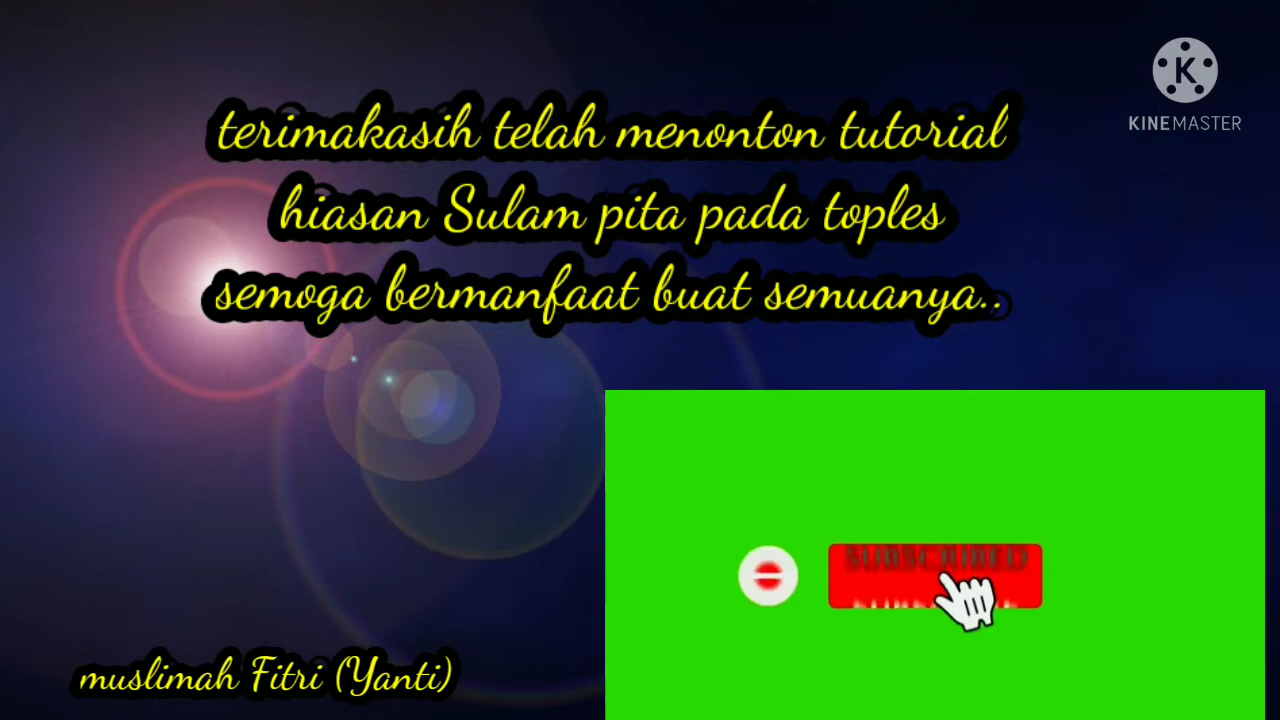 terimakasih telah menonton tutorial
hiasan Sulam pita pada toples
semoga bermanfaat buat semuanya..
KINEMASTER
muslimah Fitri (Yanti)